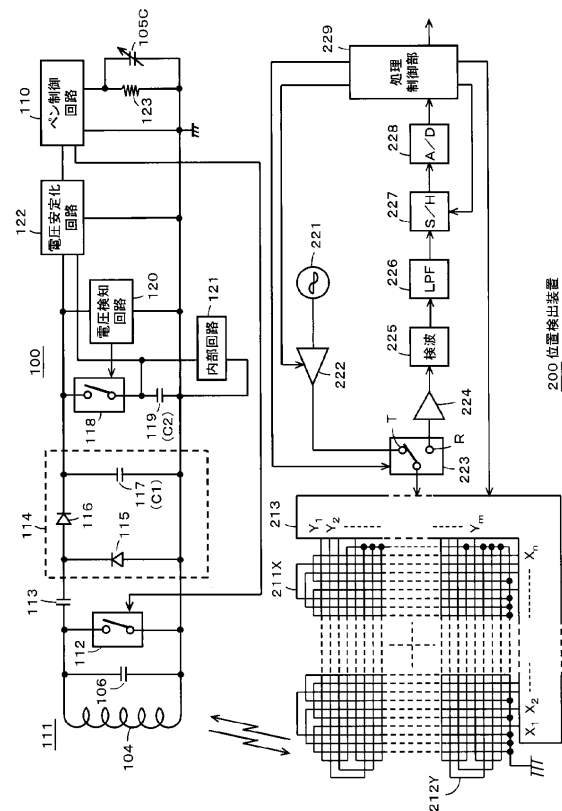 100
111
104
106
112
113
114
115
116
117
(C1)
118
119
(C2)
120
電圧検知
回路
121
内部回路
122
電圧安定化
回路
110
ペン制御
回路
123
105C
200 位置検出装置
211X
212Y
213
Y1
Y2
Ym
X1
X2
Xn
221
222
223
T
R
224
225
検波
226
LPF
227
S/H
228
A/D
229
処理
制御部